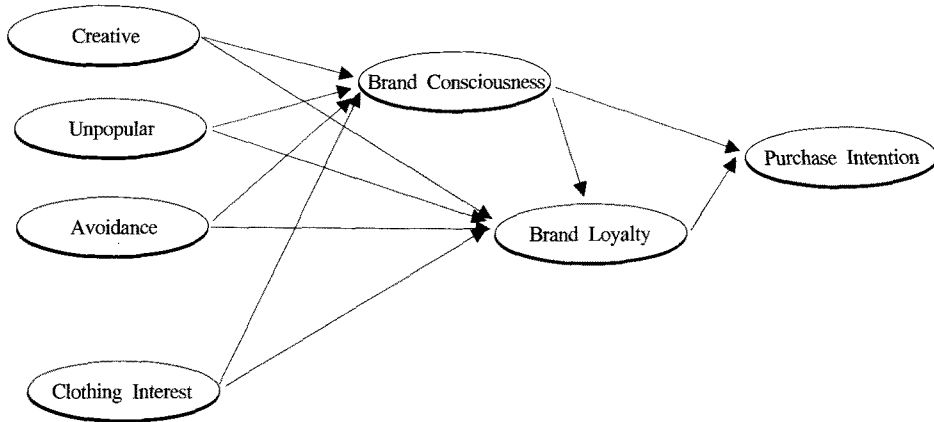 Creative
Brand Consciousness
Unpopular
Purchase Intention
Avoidance
Brand Loyalty
Clothing Interest